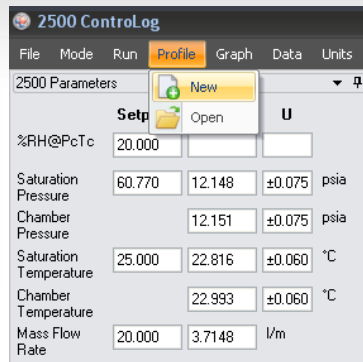 2500 ControLog
File Mode Run Profile Graph Data Units
2500 Parameters
New
Open
Setp U
%RH@PcTc 20.000
Saturation Pressure 60.770 12.148 ±0.075 psia
Chamber Pressure 12.151 ±0.075 psia
Saturation Temperature 25.000 22.816 ±0.060 °C
Chamber Temperature 22.993 ±0.060 °C
Mass Flow Rate 20.000 3.7148 l/m